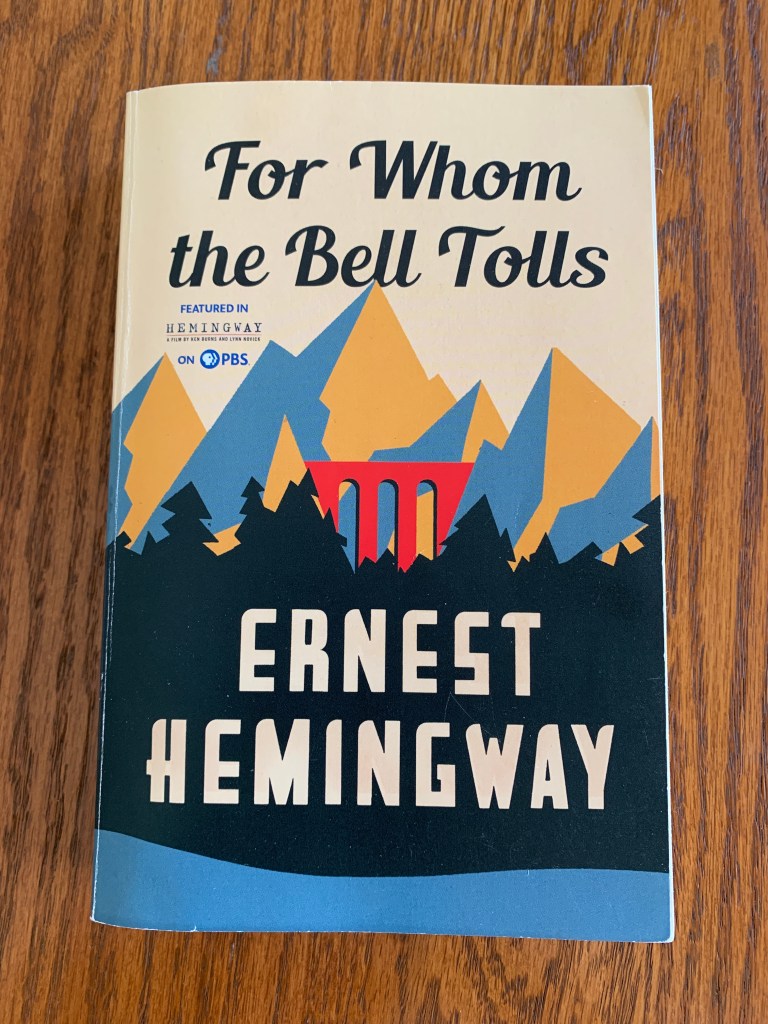 For Whom
the Bell Tolls
FEATURED IN
HEMINGWAY
A FILM BY KEN BURNS AND LYNN NOVICK
ON PBS
ERNEST
HEMINGWAY